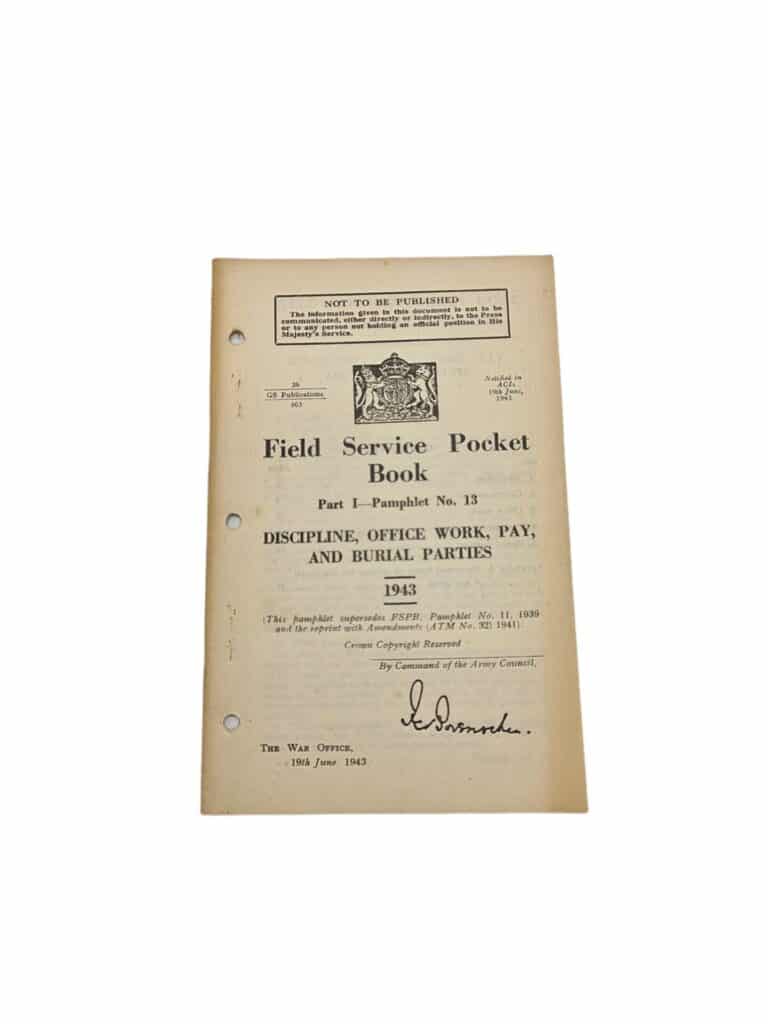 NOT TO BE PUBLISHED
The information given in this document is not to be
communicated, either directly or indirectly, to the Press
or to any person not holding an official position in His
Majesty's Service.
26
GS Publications
Notified in
ACIs
19th June,
1943
Field Service Pocket
Book
Part I—Pamphlet No. 13
DISCIPLINE, OFFICE WORK, PAY,
AND BURIAL PARTIES
1943
(This pamphlet supersedes FSPB, Pamphlet No. 11, 1939
and the reprint with Amendments (ATM No. 32) 1941)
Crown Copyright Reserved
By Command of the Army Council,
THE WAR OFFICE,
19th June 1943